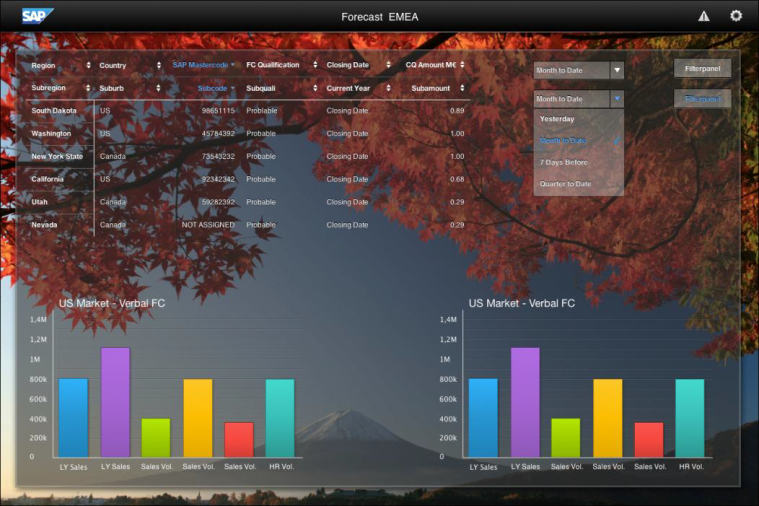 SAP
Forecast EMEA
Region Country SAP Mastercode FC Qualification Closing Date CQ Amount M€
Subregion Suburb Subcode Subquali Current Year Subamount
South Dakota US 98651115 Problable Closing Date 0.89
Washington US 45784392 Probable Closing Date 1.00
New York State Canada 73543232 Probable Closing Date 1.00
California US 92342342 Probable Closing Date 0.68
Utah Canada 59282392 Probable Closing Date 0.29
Nevada Canada NOT ASSIGNED Probable Closing Date 0.29
Month to Date Filterpanel
Month to Date Filterpanel
Yesterday
Month to Date
7 Days Before
Quarter to Date
US Market - Verbal FC
1,4M
1,2M
1M
800k
600k
400k
200k
0
LY Sales LY Sales Sales Vol. Sales Vol. Sales Vol. HR Vol.
US Market - Verbal FC
1,4M
1,2M
1M
800k
600k
400k
200k
0
LY Sales LY Sales Sales Vol. Sales Vol. Sales Vol. HR Vol.